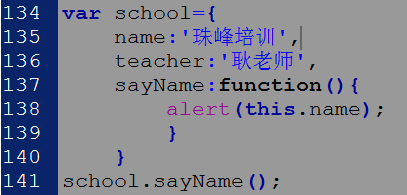 134 var school={
135     name:'珠峰培训',
136     teacher:'耿老师',
137     sayName:function(){
138         alert(this.name);
139         }
140     }
141 school.sayName();